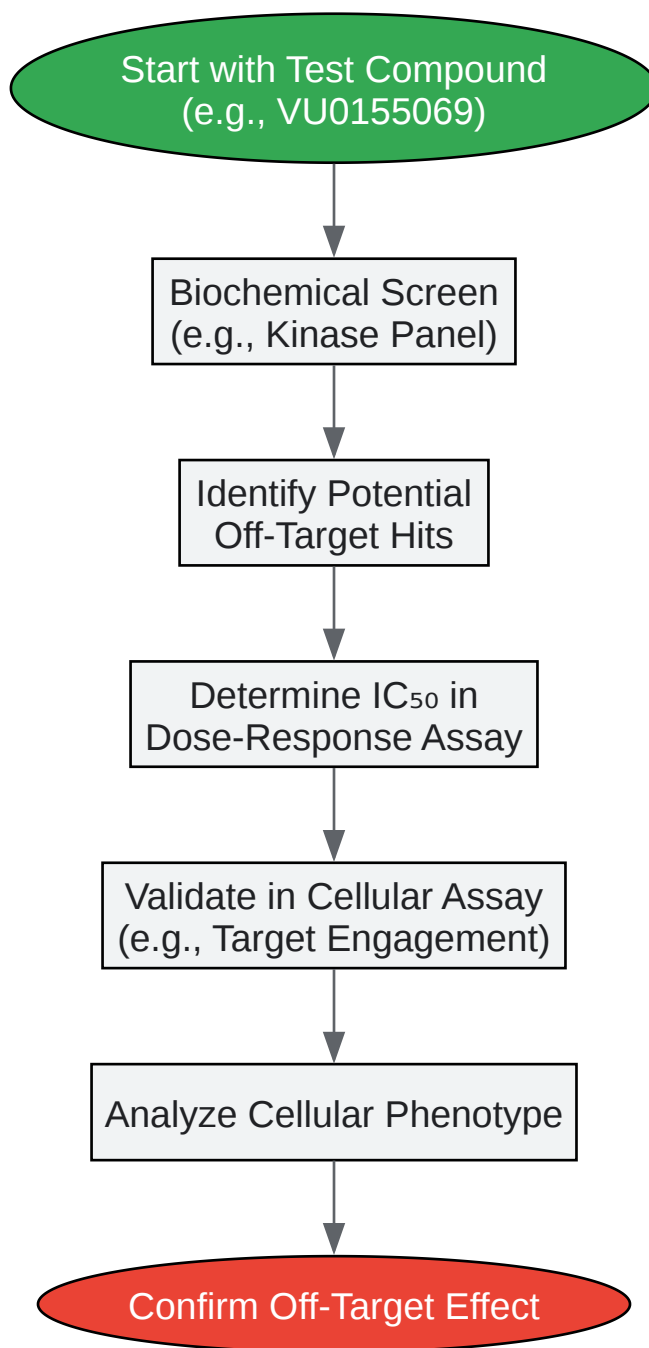 Start with Test Compound
(e.g., VU0155069)
Biochemical Screen
(e.g., Kinase Panel)
Identify Potential
Off-Target Hits
Determine IC₅₀ in
Dose-Response Assay
Validate in Cellular Assay
(e.g., Target Engagement)
Analyze Cellular Phenotype
Confirm Off-Target Effect